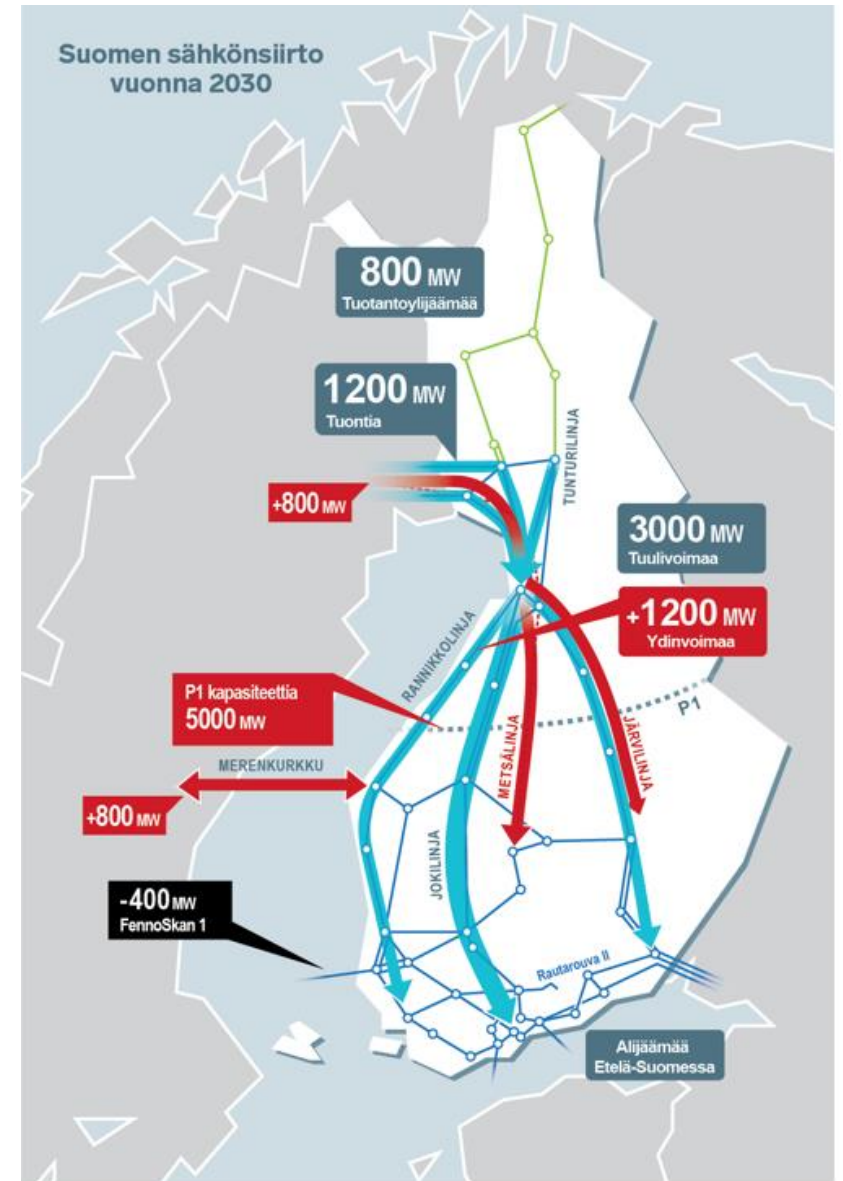 Suomen sähkönsiirto
vuonna 2030
800 MW
Tuotantoylijäämää
1200 MW
Tuontia
TUNTURILINJA
+800 MW
3000 MW
Tuulivoimaa
+1200 MW
Ydinvoimaa
RANNIKKOLINJA
P1 kapasiteettia
5000 MW
P1
METSÄLINJA
JÄRVILINJA
MERENKURKKU
+800 MW
JOKILINJA
-400 MW
FennoSkan 1
Rautarouva II
Alijäämää
Etelä-Suomessa